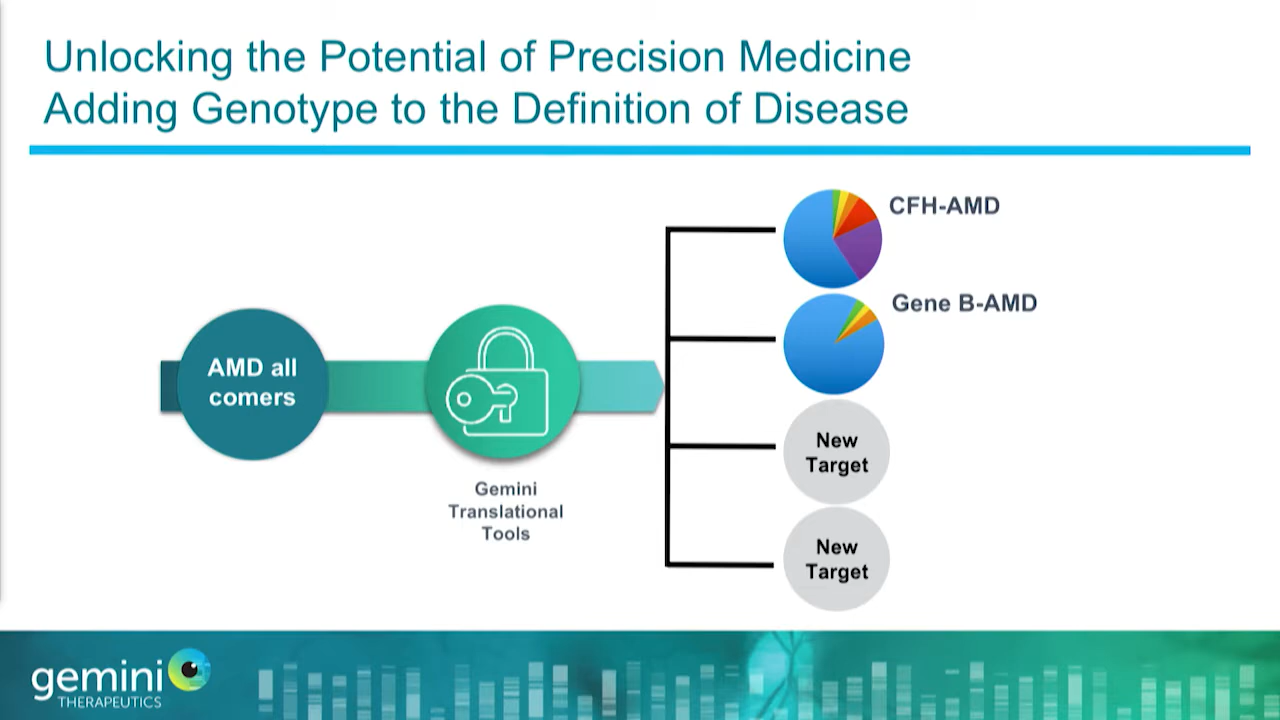 Unlocking the Potential of Precision Medicine
Adding Genotype to the Definition of Disease
AMD all
comers
Gemini
Translational
Tools
CFH-AMD
Gene B-AMD
New
Target
New
Target
gemini
THERAPEUTICS